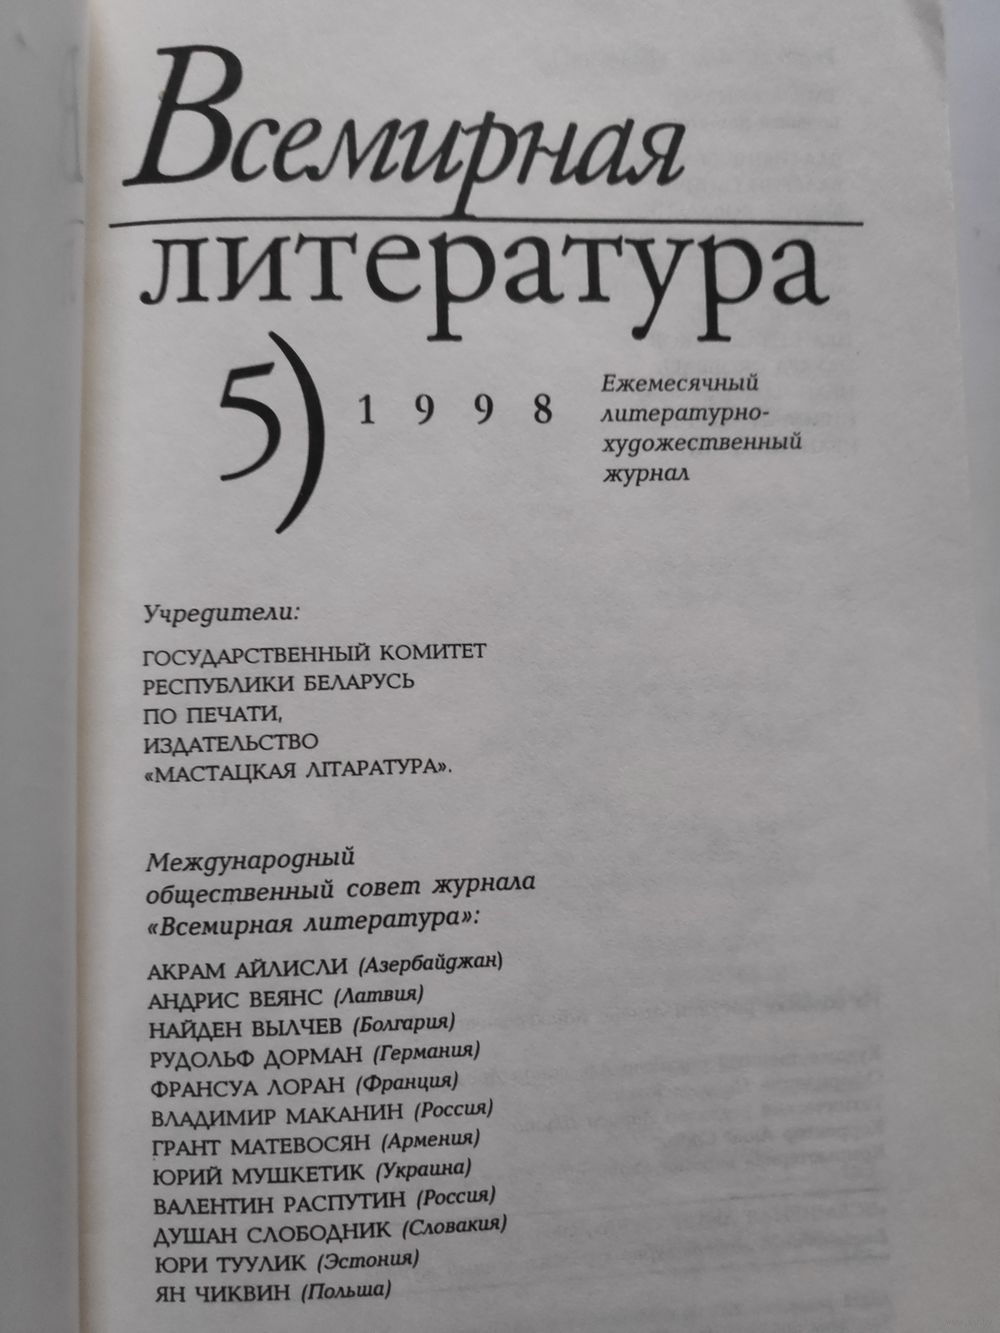 Всемирная
литература
5) 1998
Ежемесячный
литературно-
художественный
журнал
Учредители:
ГОСУДАРСТВЕННЫЙ КОМИТЕТ
РЕСПУБЛИКИ БЕЛАРУСЬ
ПО ПЕЧАТИ,
ИЗДАТЕЛЬСТВО
«МАСТАЦКАЯ ЛІТАРАТУРА».
Международный
общественный совет журнала
«Всемирная литература»:
АКРАМ АЙЛИСЛИ (Азербайджан)
АНДРИС ВЕЯНС (Латвия)
НАЙДЕН ВЫЛЧЕВ (Болгария)
РУДОЛЬФ ДОРМАН (Германия)
ФРАНСУА ЛОРАН (Франция)
ВЛАДИМИР МАКАНИН (Россия)
ГРАНТ МАТЕВОСЯН (Армения)
ЮРИЙ МУШКЕТИК (Украина)
ВАЛЕНТИН РАСПУТИН (Россия)
ДУШАН СЛОБОДНИК (Словакия)
ЮРИ ТУУЛИК (Эстония)
ЯН ЧИКВИН (Польша)